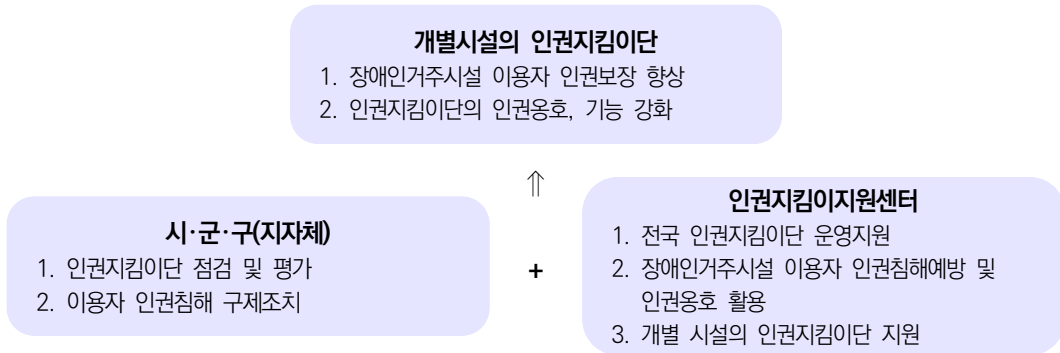 개별시설의 인권지킴이단
1. 장애인거주시설 이용자 인권보장 향상
2. 인권지킴이단의 인권옹호, 기능 강화
⇑
시·군·구(지자체)
1. 인권지킴이단 점검 및 평가
2. 이용자 인권침해 구제조치
+
인권지킴이지원센터
1. 전국 인권지킴이단 운영지원
2. 장애인거주시설 이용자 인권침해예방 및
인권옹호 활용
3. 개별 시설의 인권지킴이단 지원